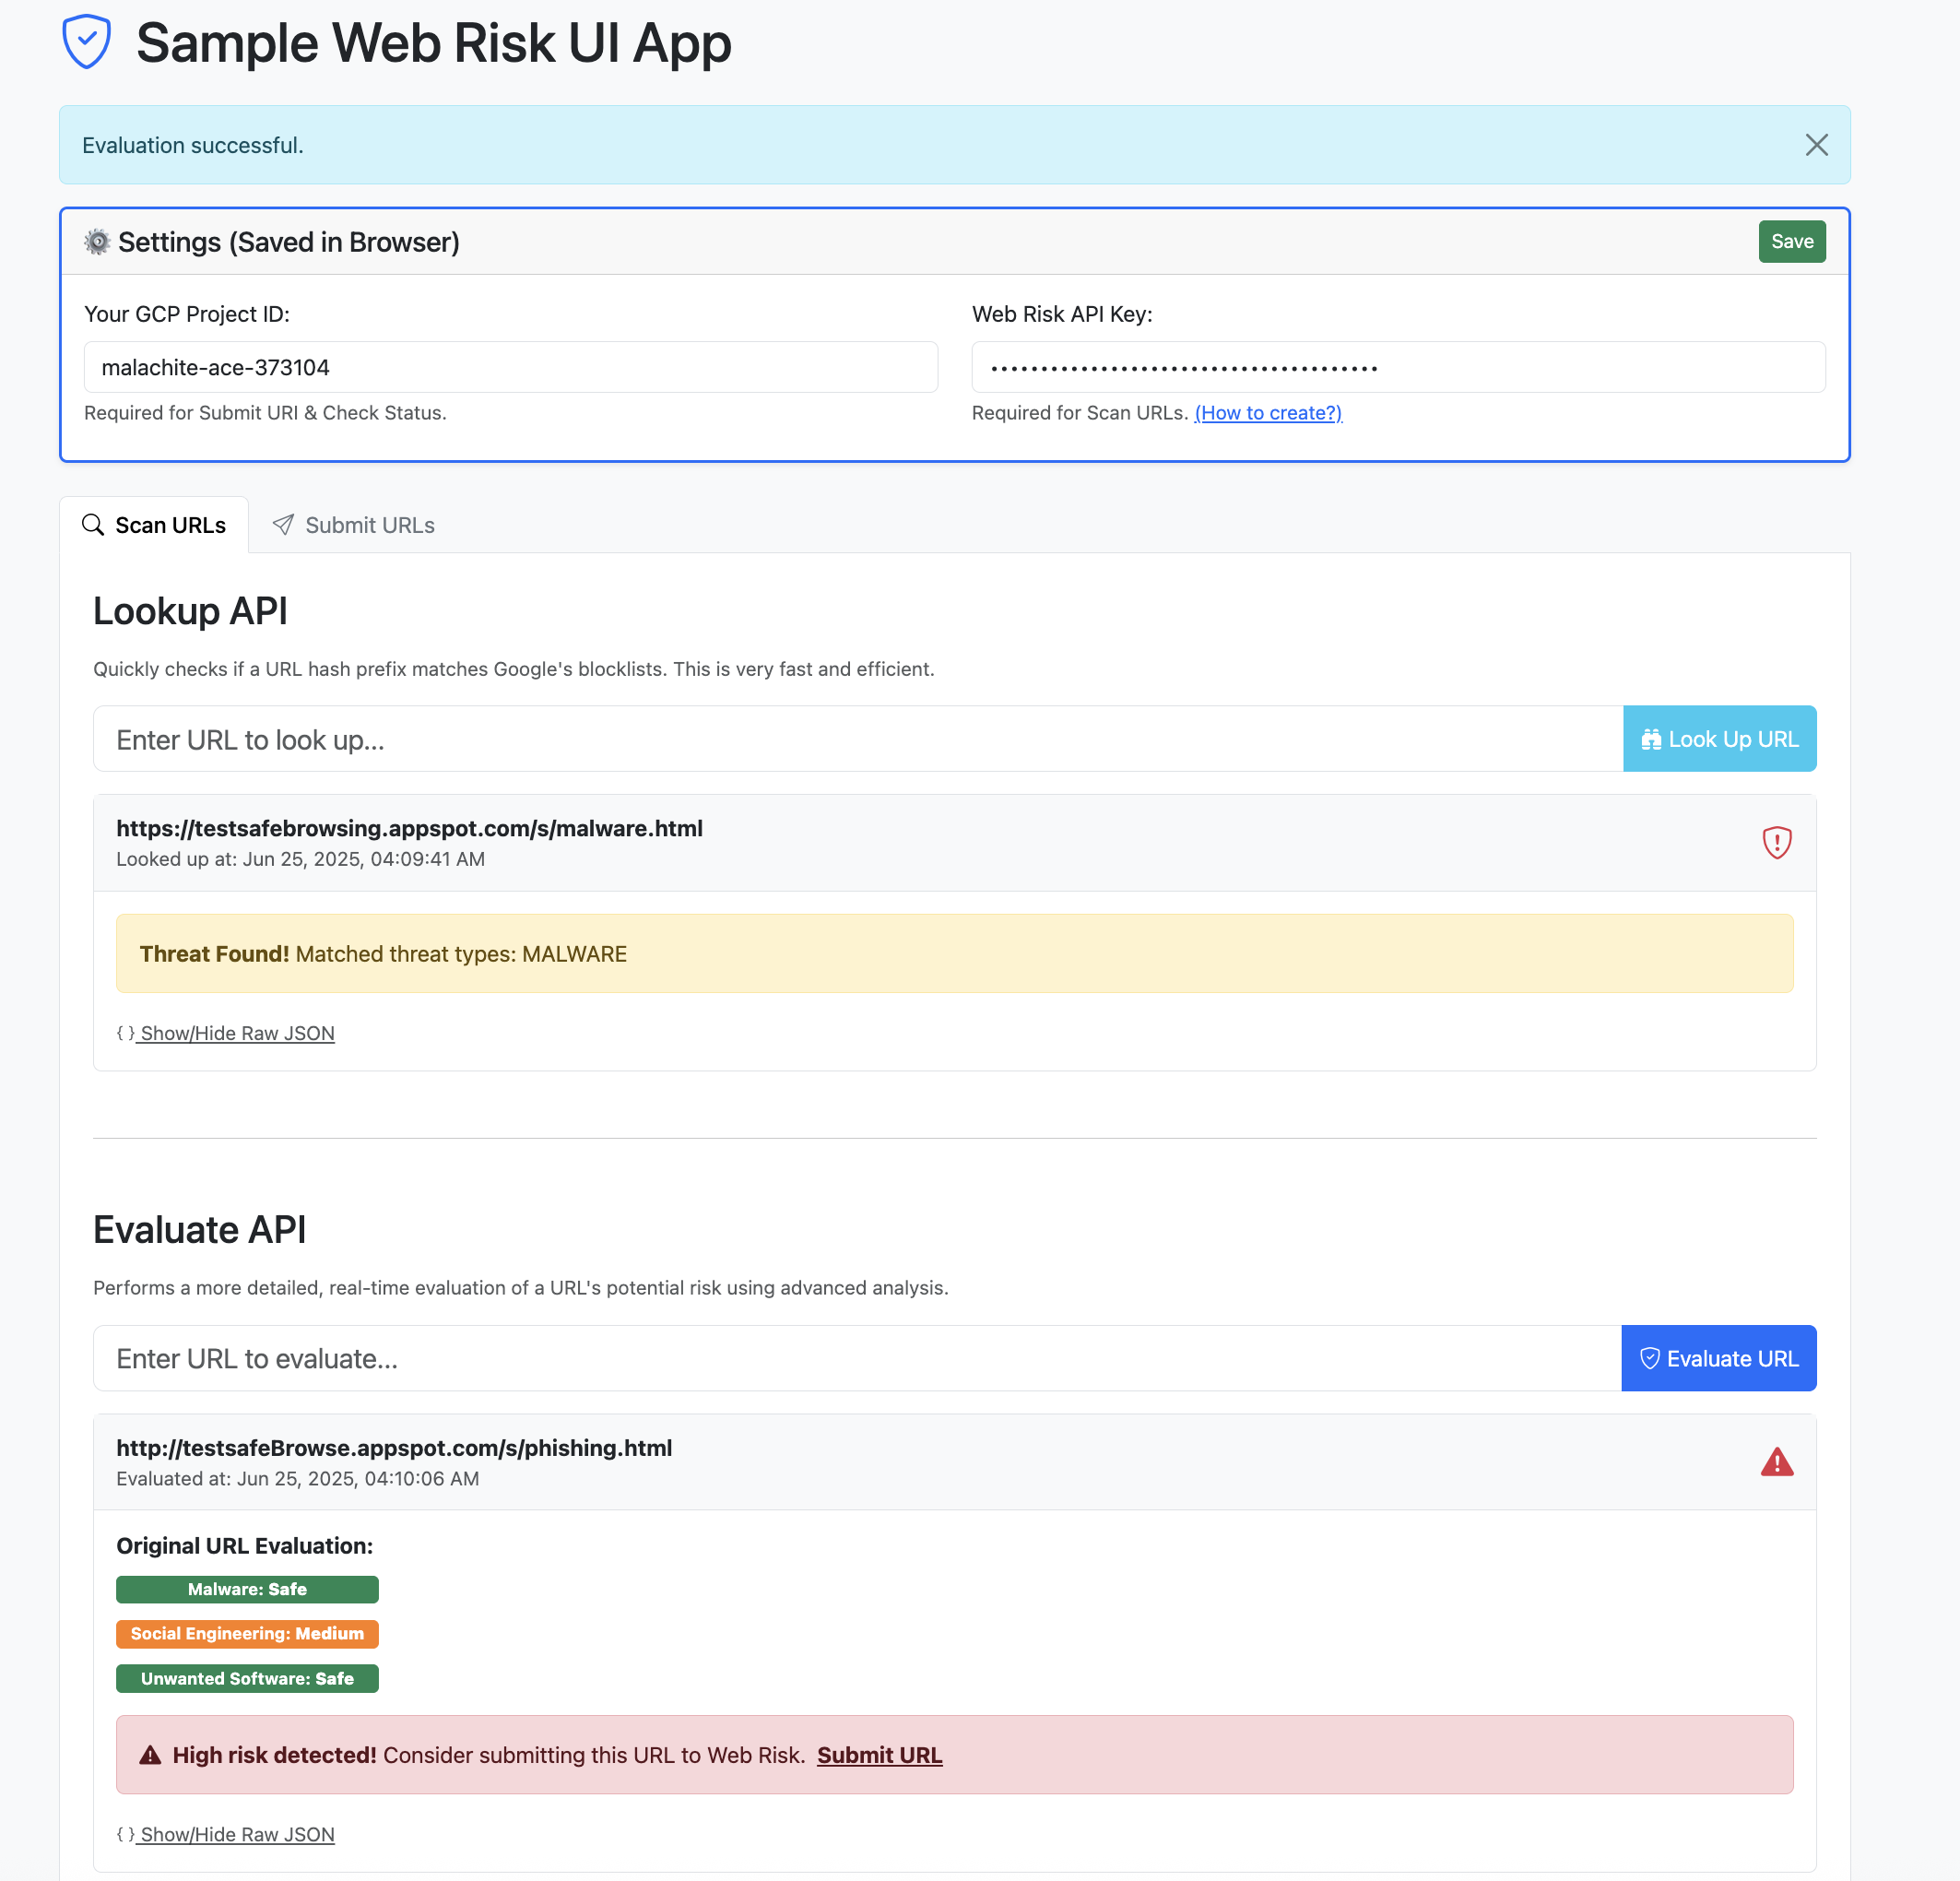 Sample Web Risk UI App
Evaluation successful.
Settings (Saved in Browser)
Save
Your GCP Project ID:
Web Risk API Key:
malachite-ace-373104
•••••••••••••••••••••••••••••••••••••••
Required for Submit URI & Check Status.
Required for Scan URLs. (How to create?)
Scan URLs
Submit URLs
Lookup API
Quickly checks if a URL hash prefix matches Google's blocklists. This is very fast and efficient.
Enter URL to look up...
Look Up URL
https://testsafebrowsing.appspot.com/s/malware.html
Looked up at: Jun 25, 2025, 04:09:41 AM
Threat Found! Matched threat types: MALWARE
{ } Show/Hide Raw JSON
Evaluate API
Performs a more detailed, real-time evaluation of a URL's potential risk using advanced analysis.
Enter URL to evaluate...
Evaluate URL
http://testsafeBrowse.appspot.com/s/phishing.html
Evaluated at: Jun 25, 2025, 04:10:06 AM
Original URL Evaluation:
Malware: Safe
Social Engineering: Medium
Unwanted Software: Safe
High risk detected! Consider submitting this URL to Web Risk. Submit URL
{ } Show/Hide Raw JSON